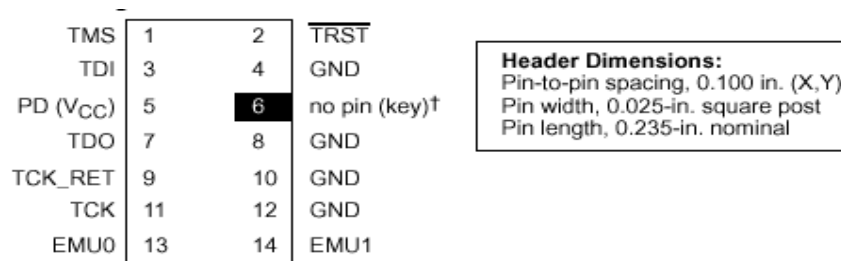 TMS 1 2 TRST
TDI 3 4 GND
PD (VCC) 5 6 no pin (key)†
TDO 7 8 GND
TCK_RET 9 10 GND
TCK 11 12 GND
EMU0 13 14 EMU1
Header Dimensions:
Pin-to-pin spacing, 0.100 in. (X,Y)
Pin width, 0.025-in. square post
Pin length, 0.235-in. nominal